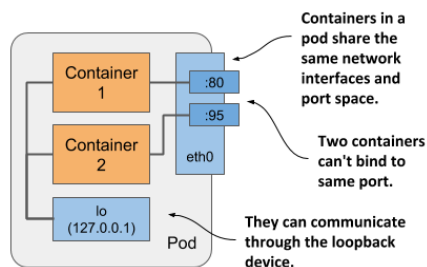 Containers in a
pod share the
same network
interfaces and
port space.
Container
1
:80
:95
Container
2
eth0
Two containers
can't bind to
same port.
lo
(127.0.0.1)
Pod
They can communicate
through the loopback
device.